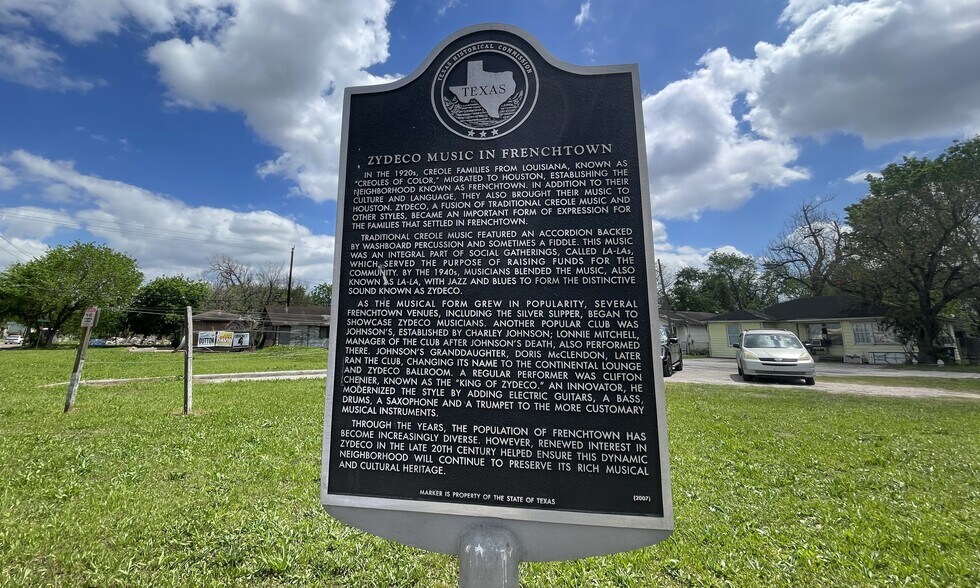 TEXAS HISTORICAL COMMISSION
TEXAS
ZYDECO MUSIC IN FRENCHTOWN
IN THE 1920s, CREOLE FAMILIES FROM LOUISIANA, KNOWN AS
"CREOLES OF COLOR," MIGRATED TO HOUSTON, ESTABLISHING THE
NEIGHBORHOOD KNOWN AS FRENCHTOWN. IN ADDITION TO THEIR
CULTURE AND LANGUAGE, THEY ALSO BROUGHT THEIR MUSIC TO
HOUSTON. ZYDECO, A FUSION OF TRADITIONAL CREOLE MUSIC AND
OTHER STYLES, BECAME AN IMPORTANT FORM OF EXPRESSION FOR
THE FAMILIES THAT SETTLED IN FRENCHTOWN.
TRADITIONAL CREOLE MUSIC FEATURED AN ACCORDION BACKED
BY WASHBOARD PERCUSSION AND SOMETIMES A FIDDLE. THIS MUSIC
WAS AN INTEGRAL PART OF SOCIAL GATHERINGS, CALLED LA-LAs,
WHICH SERVED THE PURPOSE OF RAISING FUNDS FOR THE
COMMUNITY. BY THE 1940s, MUSICIANS BLENDED THE MUSIC, ALSO
KNOWN AS LA-LA, WITH JAZZ AND BLUES TO FORM THE DISTINCTIVE
SOUND KNOWN AS ZYDECO.
AS THE MUSICAL FORM GREW IN POPULARITY, SEVERAL
FRENCHTOWN VENUES, INCLUDING THE SILVER SLIPPER, BEGAN TO
SHOWCASE ZYDECO MUSICIANS. ANOTHER POPULAR CLUB WAS
JOHNSON'S, ESTABLISHED BY CHARLEY JOHNSON. LONNIE MITCHELL,
MANAGER OF THE CLUB AFTER JOHNSON'S DEATH, ALSO PERFORMED
THERE. JOHNSON'S GRANDDAUGHTER, DORIS McCLENDON, LATER
RAN THE CLUB, CHANGING ITS NAME TO THE CONTINENTAL LOUNGE
AND ZYDECO BALLROOM. A REGULAR PERFORMER WAS CLIFTON
CHENIER, KNOWN AS THE "KING OF ZYDECO." AN INNOVATOR, HE
MODERNIZED THE STYLE BY ADDING ELECTRIC GUITARS, A BASS,
DRUMS, A SAXOPHONE AND A TRUMPET TO THE MORE CUSTOMARY
MUSICAL INSTRUMENTS.
THROUGH THE YEARS, THE POPULATION OF FRENCHTOWN HAS
BECOME INCREASINGLY DIVERSE. HOWEVER, RENEWED INTEREST IN
ZYDECO IN THE LATE 20TH CENTURY HELPED ENSURE THIS DYNAMIC
NEIGHBORHOOD WILL CONTINUE TO PRESERVE ITS RICH MUSICAL
AND CULTURAL HERITAGE.
MARKER IS PROPERTY OF THE STATE OF TEXAS (2007)
DUTTON